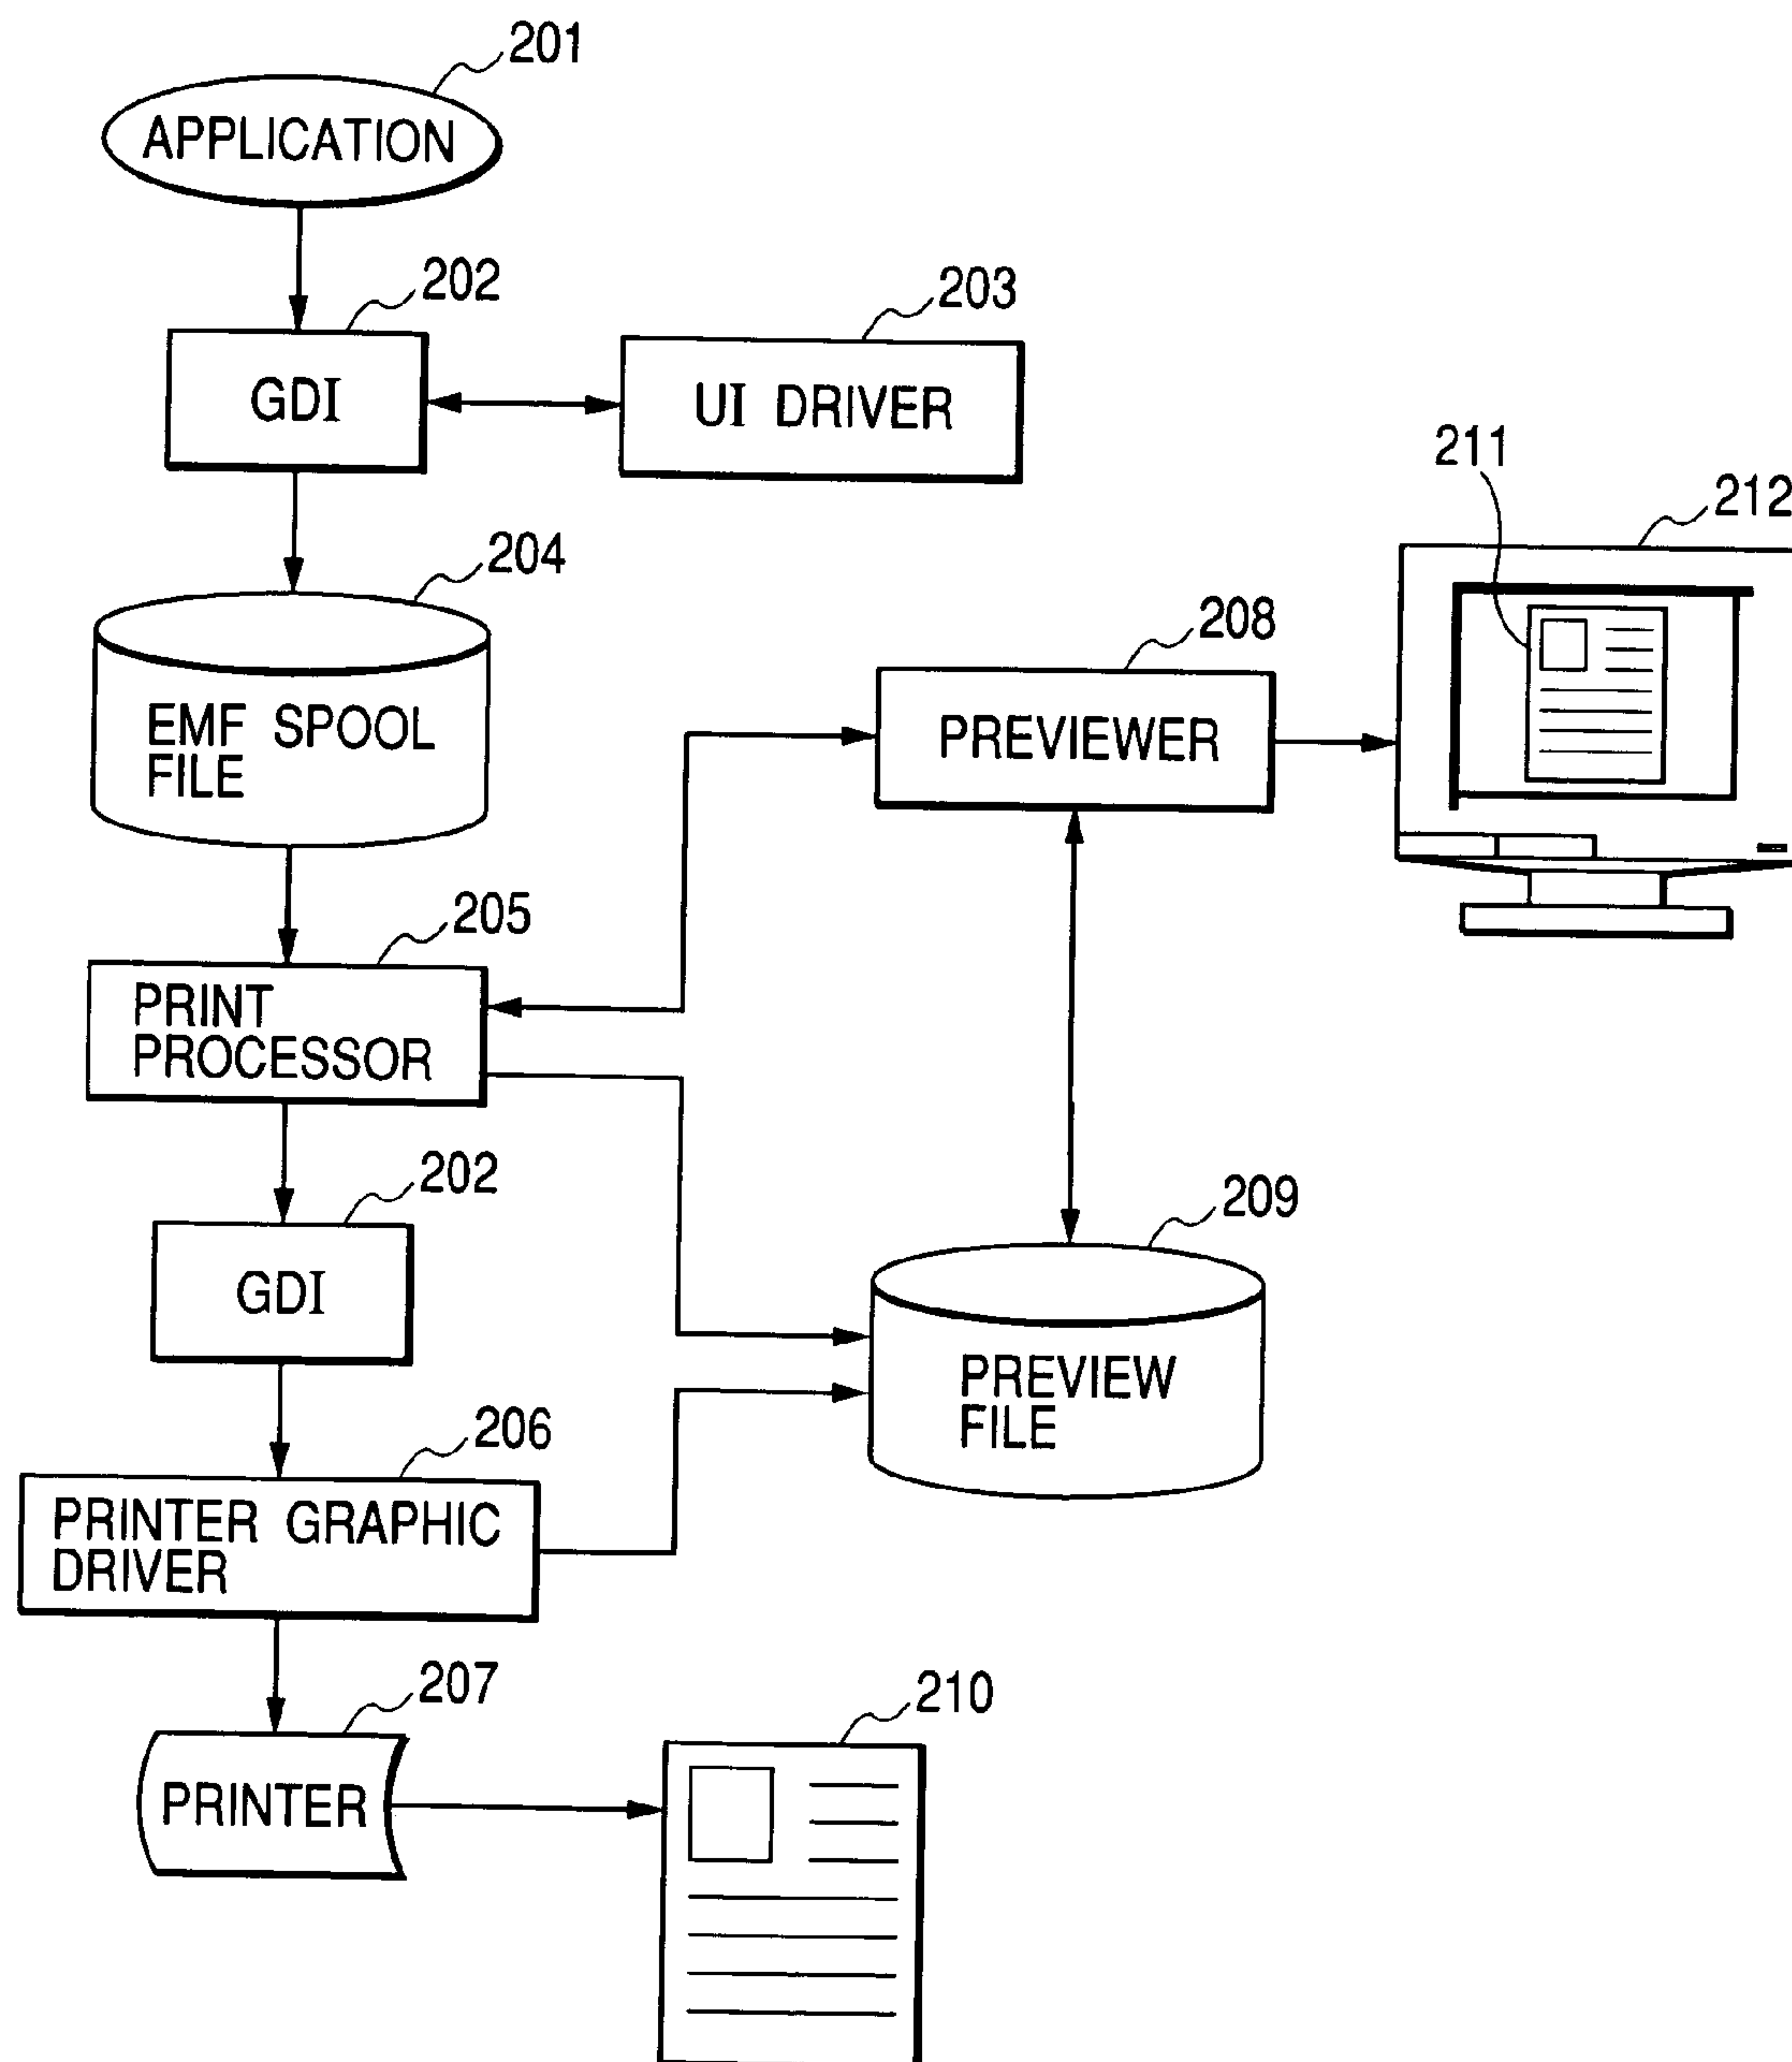 201
APPLICATION
202
GDI
203
UI DRIVER
211
212
204
EMF SPOOL
FILE
208
PREVIEWER
205
PRINT
PROCESSOR
202
GDI
209
PREVIEW
FILE
206
PRINTER GRAPHIC
DRIVER
207
PRINTER
210